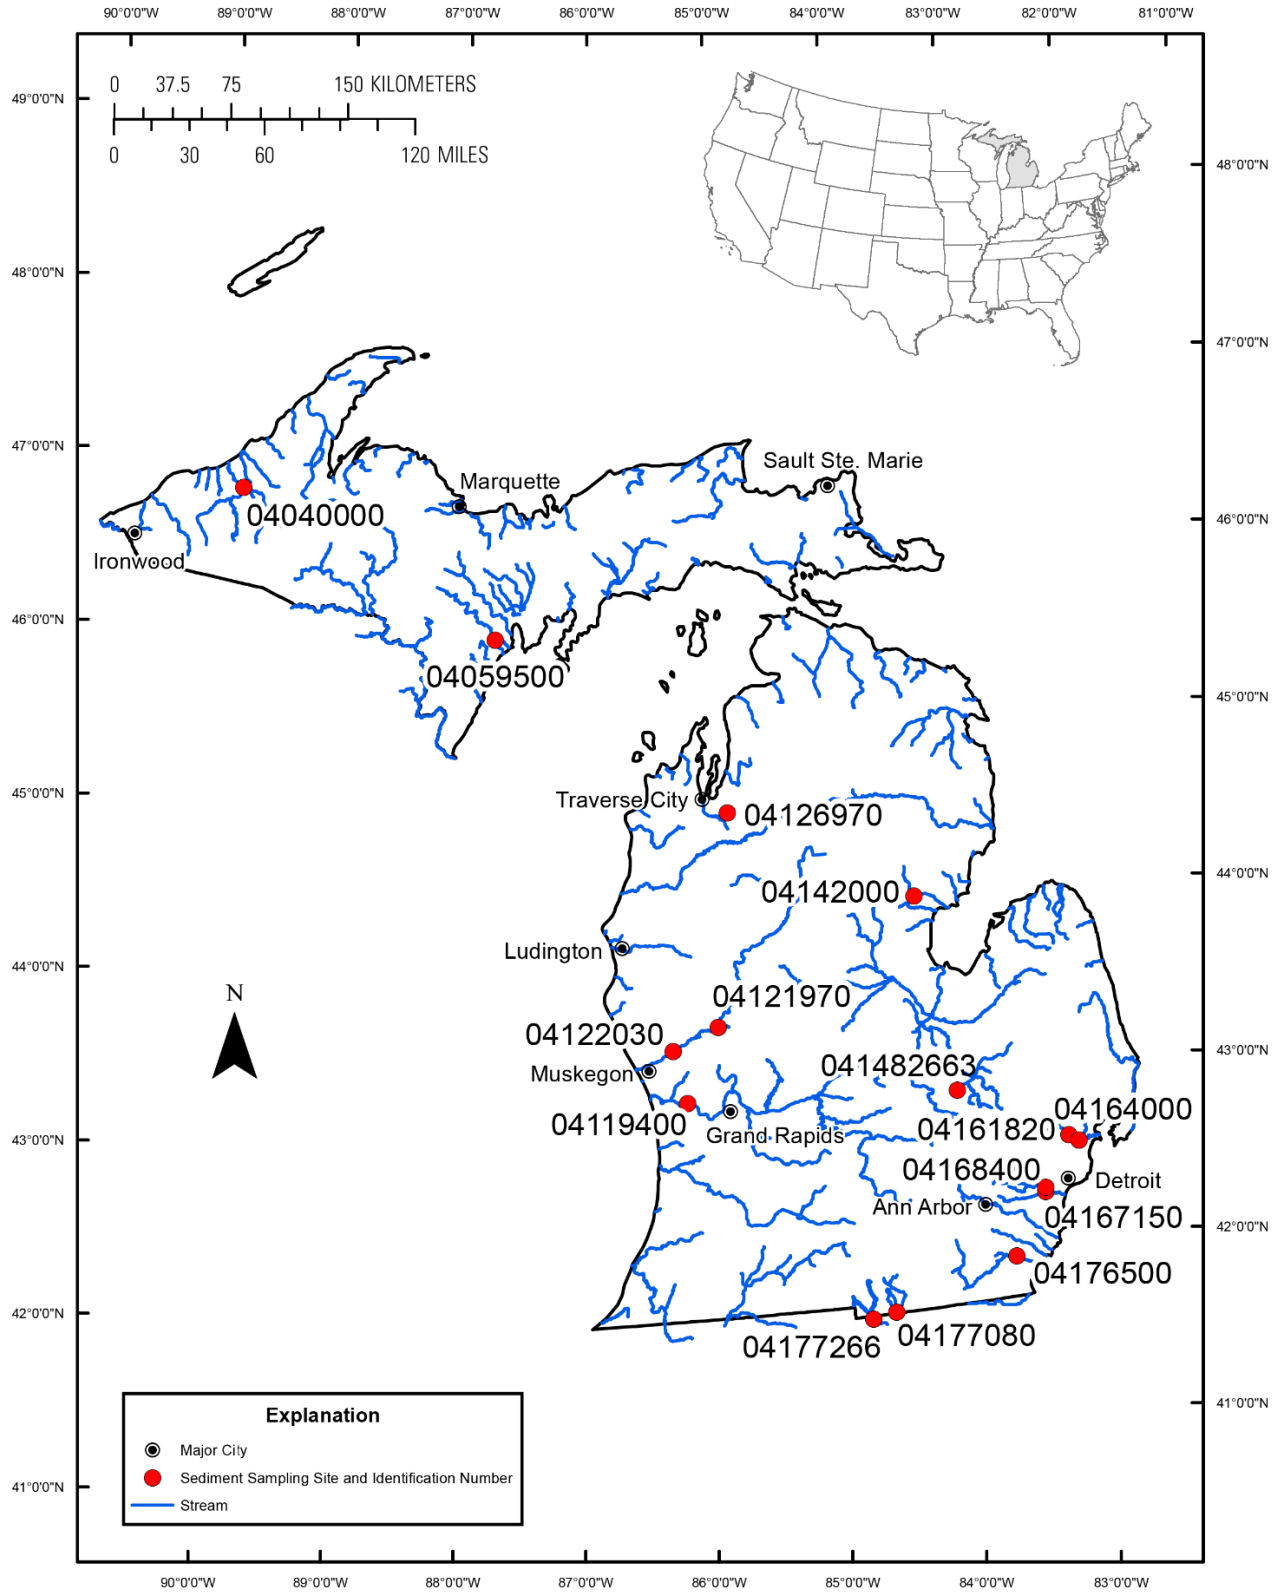 90°0'0"W 89°0'0"W 88°0'0"W 87°0'0"W 86°0'0"W 85°0'0"W 84°0'0"W 83°0'0"W 82°0'0"W 81°0'0"W
0 37.5 75 150 KILOMETERS
0 30 60 120 MILES
49°0'0"N
48°0'0"N
48°0'0"N
47°0'0"N
47°0'0"N
Sault Ste. Marie
Marquette
04040000
46°0'0"N
Ironwood
46°0'0"N
04059500
45°0'0"N
45°0'0"N
Traverse City
04126970
44°0'0"N
04142000
Ludington
44°0'0"N
04121970
N
04122030
43°0'0"N
041482663
Muskegon
04164000
04119400
04161820
43°0'0"N
Grand Rapids
04168400
Detroit
Ann Arbor
04167150
42°0'0"N
04176500
42°0'0"N
04177080
04177266
41°0'0"N
Explanation
Major City
Sediment Sampling Site and Identification Number
41°0'0"N
Stream
90°0'0"W 89°0'0"W 88°0'0"W 87°0'0"W 86°0'0"W 85°0'0"W 84°0'0"W 83°0'0"W